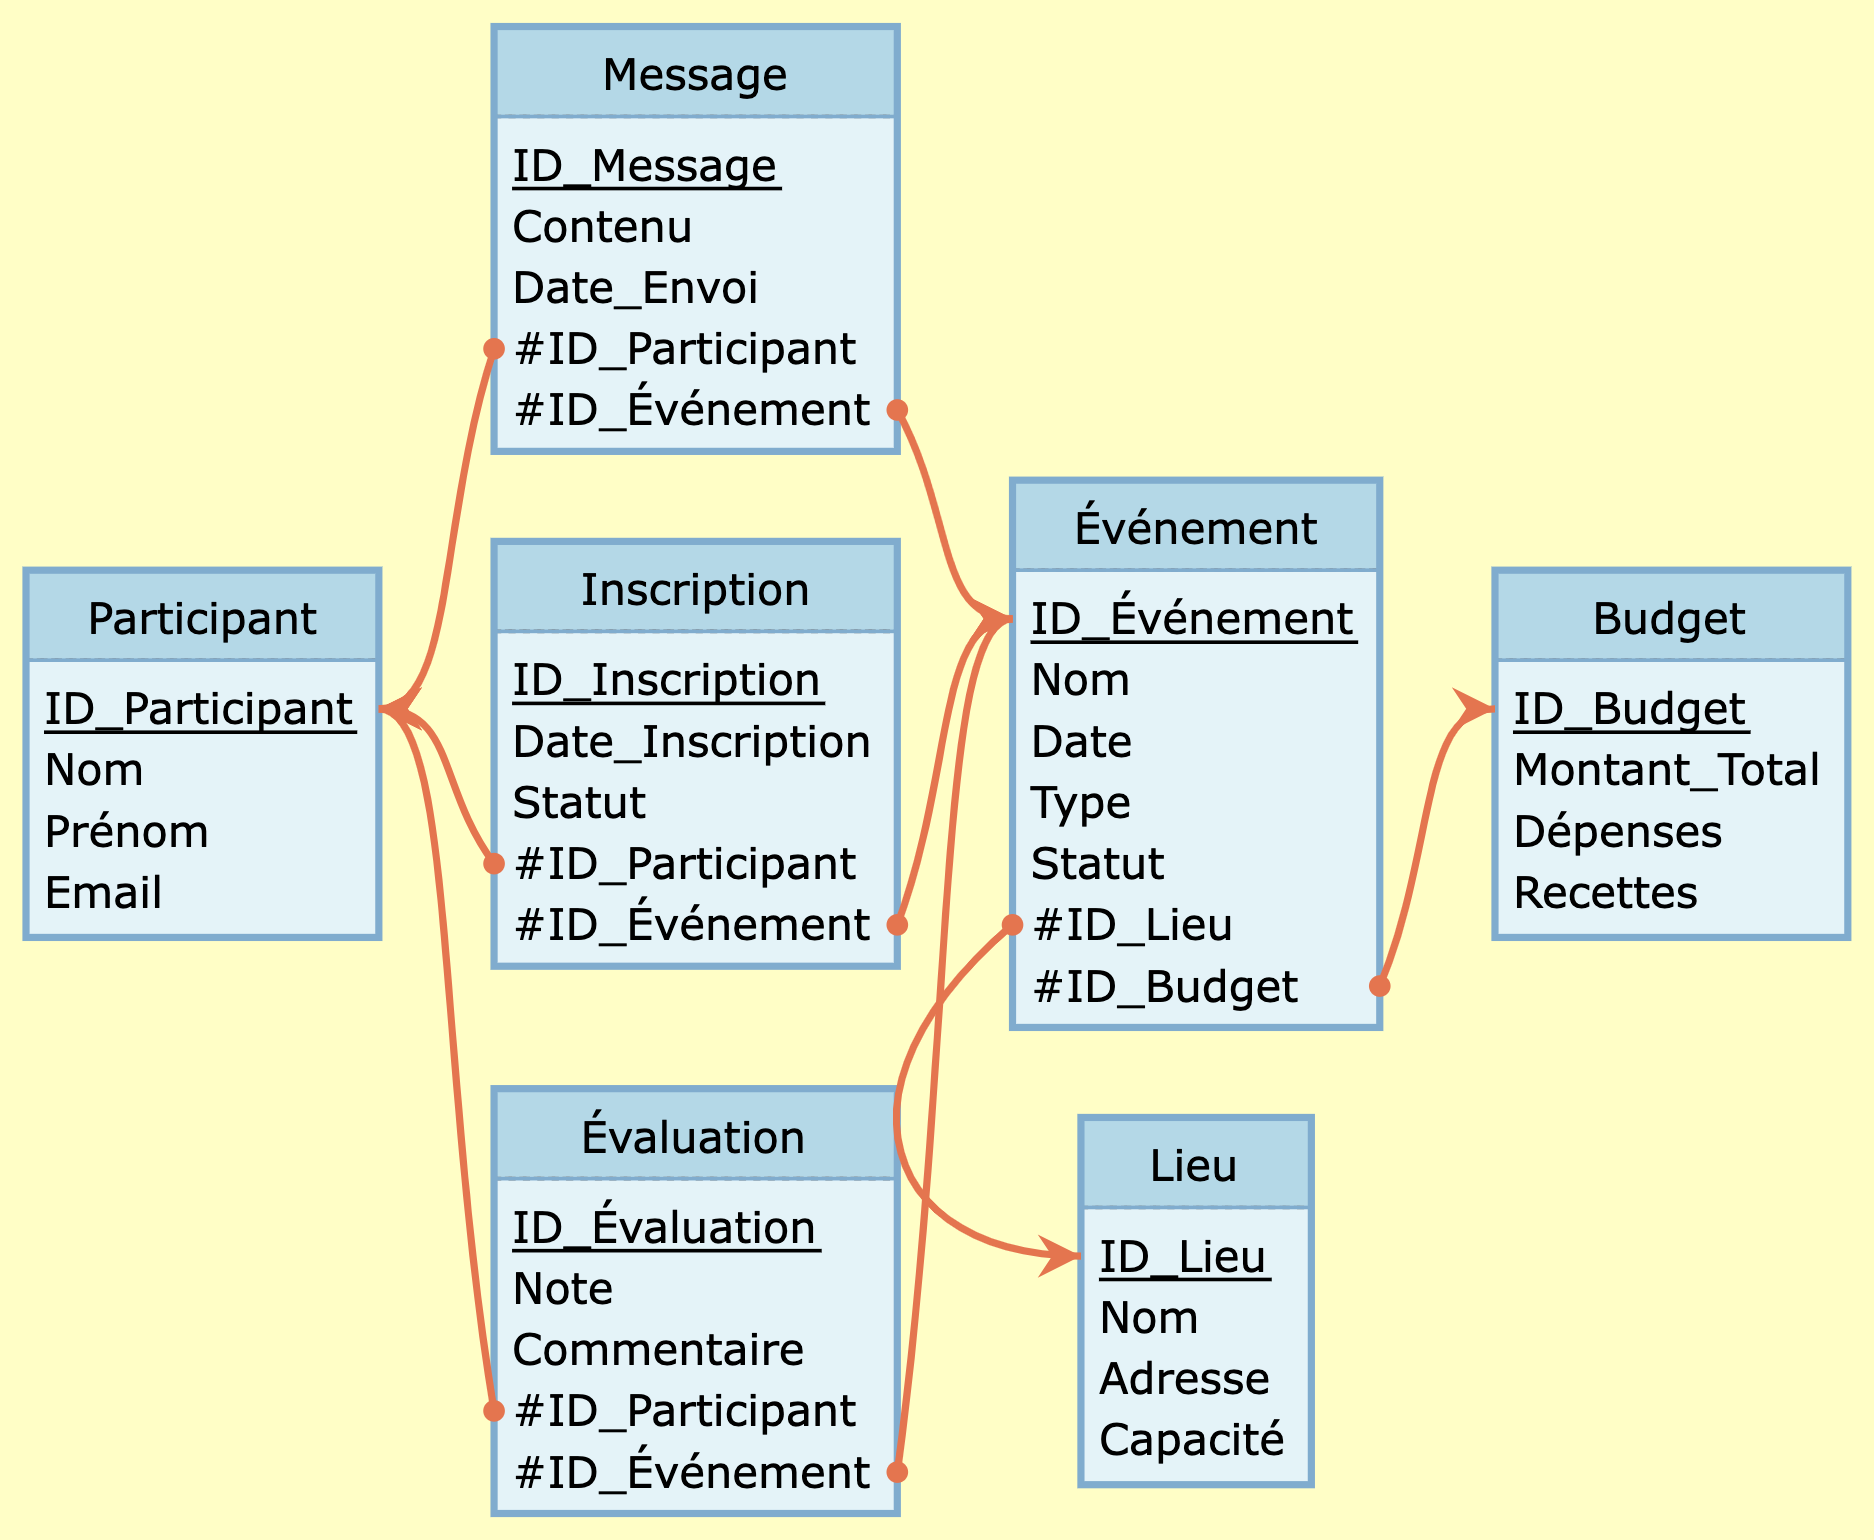 Message
ID_Message
Contenu
Date_Envoi
#ID_Participant
#ID_Événement
Participant
ID_Participant
Nom
Prénom
Email
Inscription
ID_Inscription
Date_Inscription
Statut
#ID_Participant
#ID_Événement
Événement
ID_Événement
Nom
Date
Type
Statut
#ID_Lieu
#ID_Budget
Budget
ID_Budget
Montant_Total
Dépenses
Recettes
Évaluation
ID_Évaluation
Note
Commentaire
#ID_Participant
#ID_Événement
Lieu
ID_Lieu
Nom
Adresse
Capacité